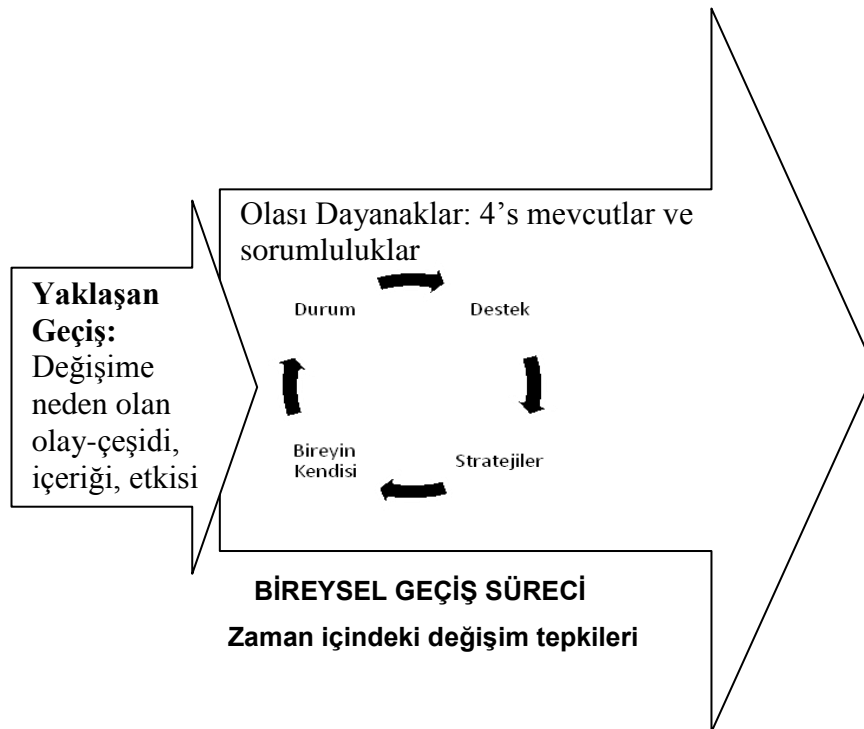 Olası Dayanaklar: 4’s mevcutlar ve
sorumluluklar
Yaklaşan
Geçiş:
Değişime
neden olan
olay-çeşidi,
içeriği, etkisi
Durum
Destek
Bireyin
Kendisi
Stratejiler
BİREYSEL GEÇİŞ SÜRECİ
Zaman içindeki değişim tepkileri